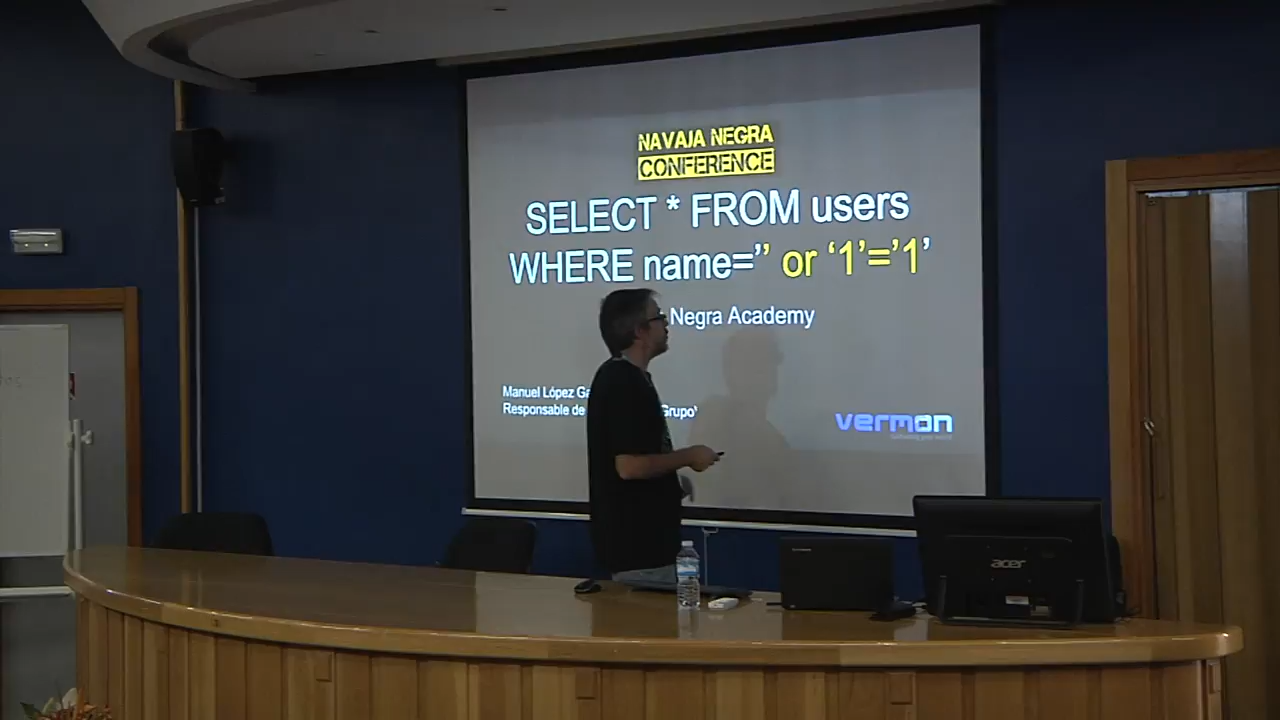 NAVAJA NEGRA
CONFERENCE
SELECT * FROM users
WHERE name='' or ‘1’=’1’
Negra Academy
Manuel López
Responsable de Grupo
vermon
acer